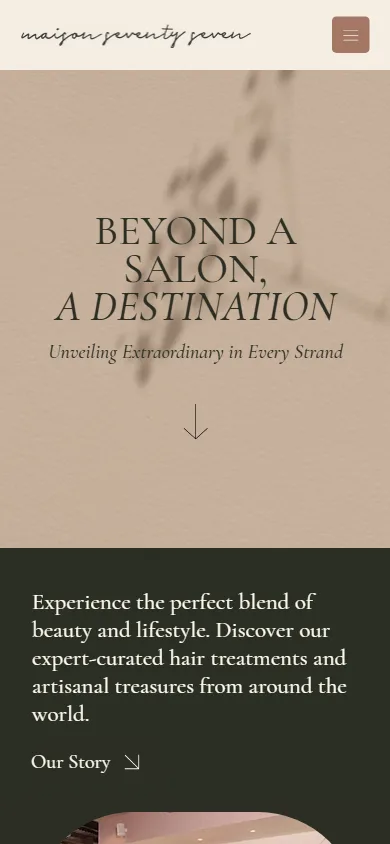 maison seventy seven
BEYOND A
SALON,
A DESTINATION
Unveiling Extraordinary in Every Strand
Experience the perfect blend of
beauty and lifestyle. Discover our
expert-curated hair treatments and
artisanal treasures from around the
world.
Our Story